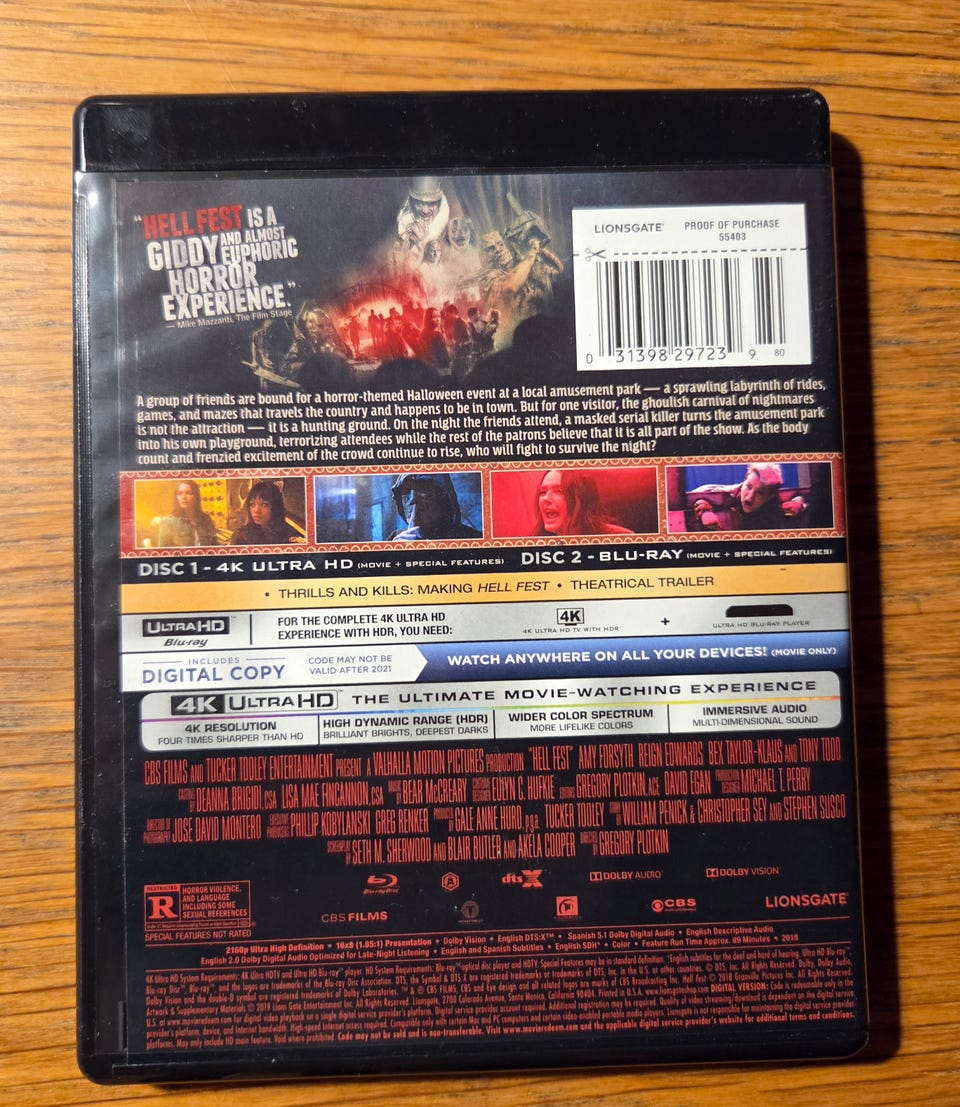 “HELL FEST IS A
GIDDY AND ALMOST EUPHORIC
HORROR
EXPERIENCE.”
— Mike Mazzanti, The Film Stage
LIONSGATE PROOF OF PURCHASE
55403
0 31398 29723 9 80
A group of friends are bound for a horror-themed Halloween event at a local amusement park — a sprawling labyrinth of rides,
games, and mazes that travels the country and happens to be in town. But for one visitor, the ghoulish carnival of nightmares
is not the attraction — it is a hunting ground. On the night the friends attend, a masked serial killer turns the amusement park
into his own playground, terrorizing attendees while the rest of the patrons believe that it is all part of the show. As the body
count and frenzied excitement of the crowd continue to rise, who will fight to survive the night?
DISC 1 - 4K ULTRA HD (MOVIE + SPECIAL FEATURES) DISC 2 - BLU-RAY (MOVIE + SPECIAL FEATURES)
• THRILLS AND KILLS: MAKING HELL FEST • THEATRICAL TRAILER
ULTRA HD Blu-ray
FOR THE COMPLETE 4K ULTRA HD
EXPERIENCE WITH HDR, YOU NEED:
4K
4K ULTRA HD TV WITH HDR + ULTRA HD BLU-RAY PLAYER
INCLUDES
DIGITAL COPY
CODE MAY NOT BE
VALID AFTER 2021
WATCH ANYWHERE ON ALL YOUR DEVICES! (MOVIE ONLY)
4K ULTRA HD THE ULTIMATE MOVIE-WATCHING EXPERIENCE
4K RESOLUTION
FOUR TIMES SHARPER THAN HD
HIGH DYNAMIC RANGE (HDR)
BRILLIANT BRIGHTS, DEEPEST DARKS
WIDER COLOR SPECTRUM
MORE LIFELIKE COLORS
IMMERSIVE AUDIO
MULTI-DIMENSIONAL SOUND
CBS FILMS AND TUCKER TOOLEY ENTERTAINMENT PRESENT A VALHALLA MOTION PICTURES PRODUCTION "HELL FEST" AMY FORSYTH REIGN EDWARDS BEX TAYLOR-KLAUS AND TONY TODD
CASTING BY DEANNA BRIGIDI, CSA LISA MAE FINCANNON, CSA MUSIC BY BEAR McCREARY COSTUME DESIGNER EULYN C. HUFKIE EDITORS GREGORY PLOTKIN, ACE DAVID EGAN PRODUCTION DESIGNER MICHAEL T. PERRY
DIRECTOR OF PHOTOGRAPHY JOSE DAVID MONTERO EXECUTIVE PRODUCERS PHILLIP KOBYLANSKI GREG RENKER PRODUCED BY GALE ANNE HURD p.g.a. TUCKER TOOLEY STORY BY WILLIAM PENICK & CHRISTOPHER SEY AND STEPHEN SUSCO
SCREENPLAY BY SETH M. SHERWOOD AND BLAIR BUTLER AND AKELA COOPER DIRECTED BY GREGORY PLOTKIN
Blu-ray Disc dts X DOLBY AUDIO DOLBY VISION
RESTRICTED
R
HORROR VIOLENCE,
AND LANGUAGE
INCLUDING SOME
SEXUAL REFERENCES
SPECIAL FEATURES NOT RATED
CBS FILMS CBS LIONSGATE
2160p Ultra High Definition • 16x9 (1.85:1) Presentation • Dolby Vision • English DTS:X™ • Spanish 5.1 Dolby Digital Audio • English Descriptive Audio
English 2.0 Dolby Digital Audio Optimized for Late-Night Listening • English and Spanish Subtitles • English SDH* • Color • Feature Run Time Approx. 89 Minutes • 2018